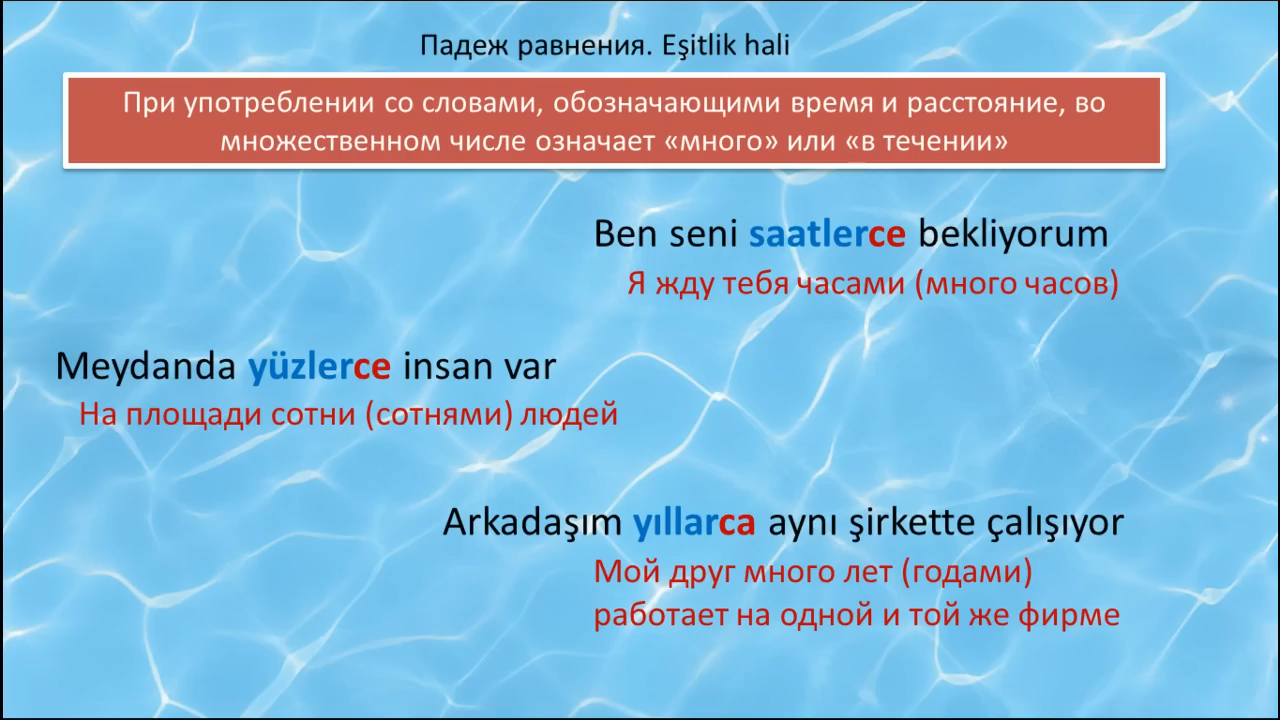 Падеж равнения. Eşitlik hali
При употреблении со словами, обозначающими время и расстояние, во
множественном числе означает «много» или «в течении»
Ben seni saatlerce bekliyorum
Я жду тебя часами (много часов)
Meydanda yüzlerce insan var
На площади сотни (сотнями) людей
Arkadaşım yıllarca aynı şirkette çalışıyor
Мой друг много лет (годами)
работает на одной и той же фирме